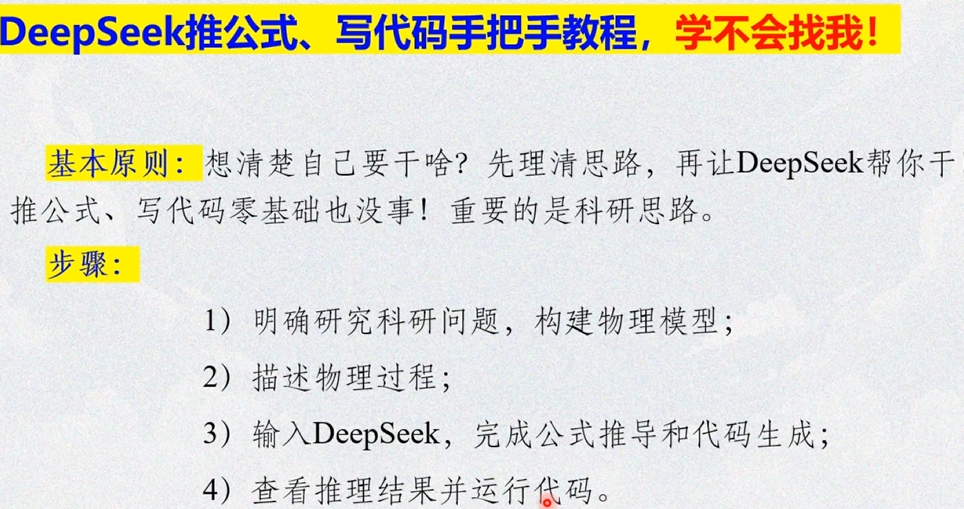 DeepSeek推公式、写代码手把手教程，学不会找我！
基本原则：想清楚自己要干啥？先理清思路，再让DeepSeek帮你干
推公式、写代码零基础也没事！重要的是科研思路。
步骤：
1）明确研究科研问题，构建物理模型；
2）描述物理过程；
3）输入DeepSeek，完成公式推导和代码生成；
4）查看推理结果并运行代码。